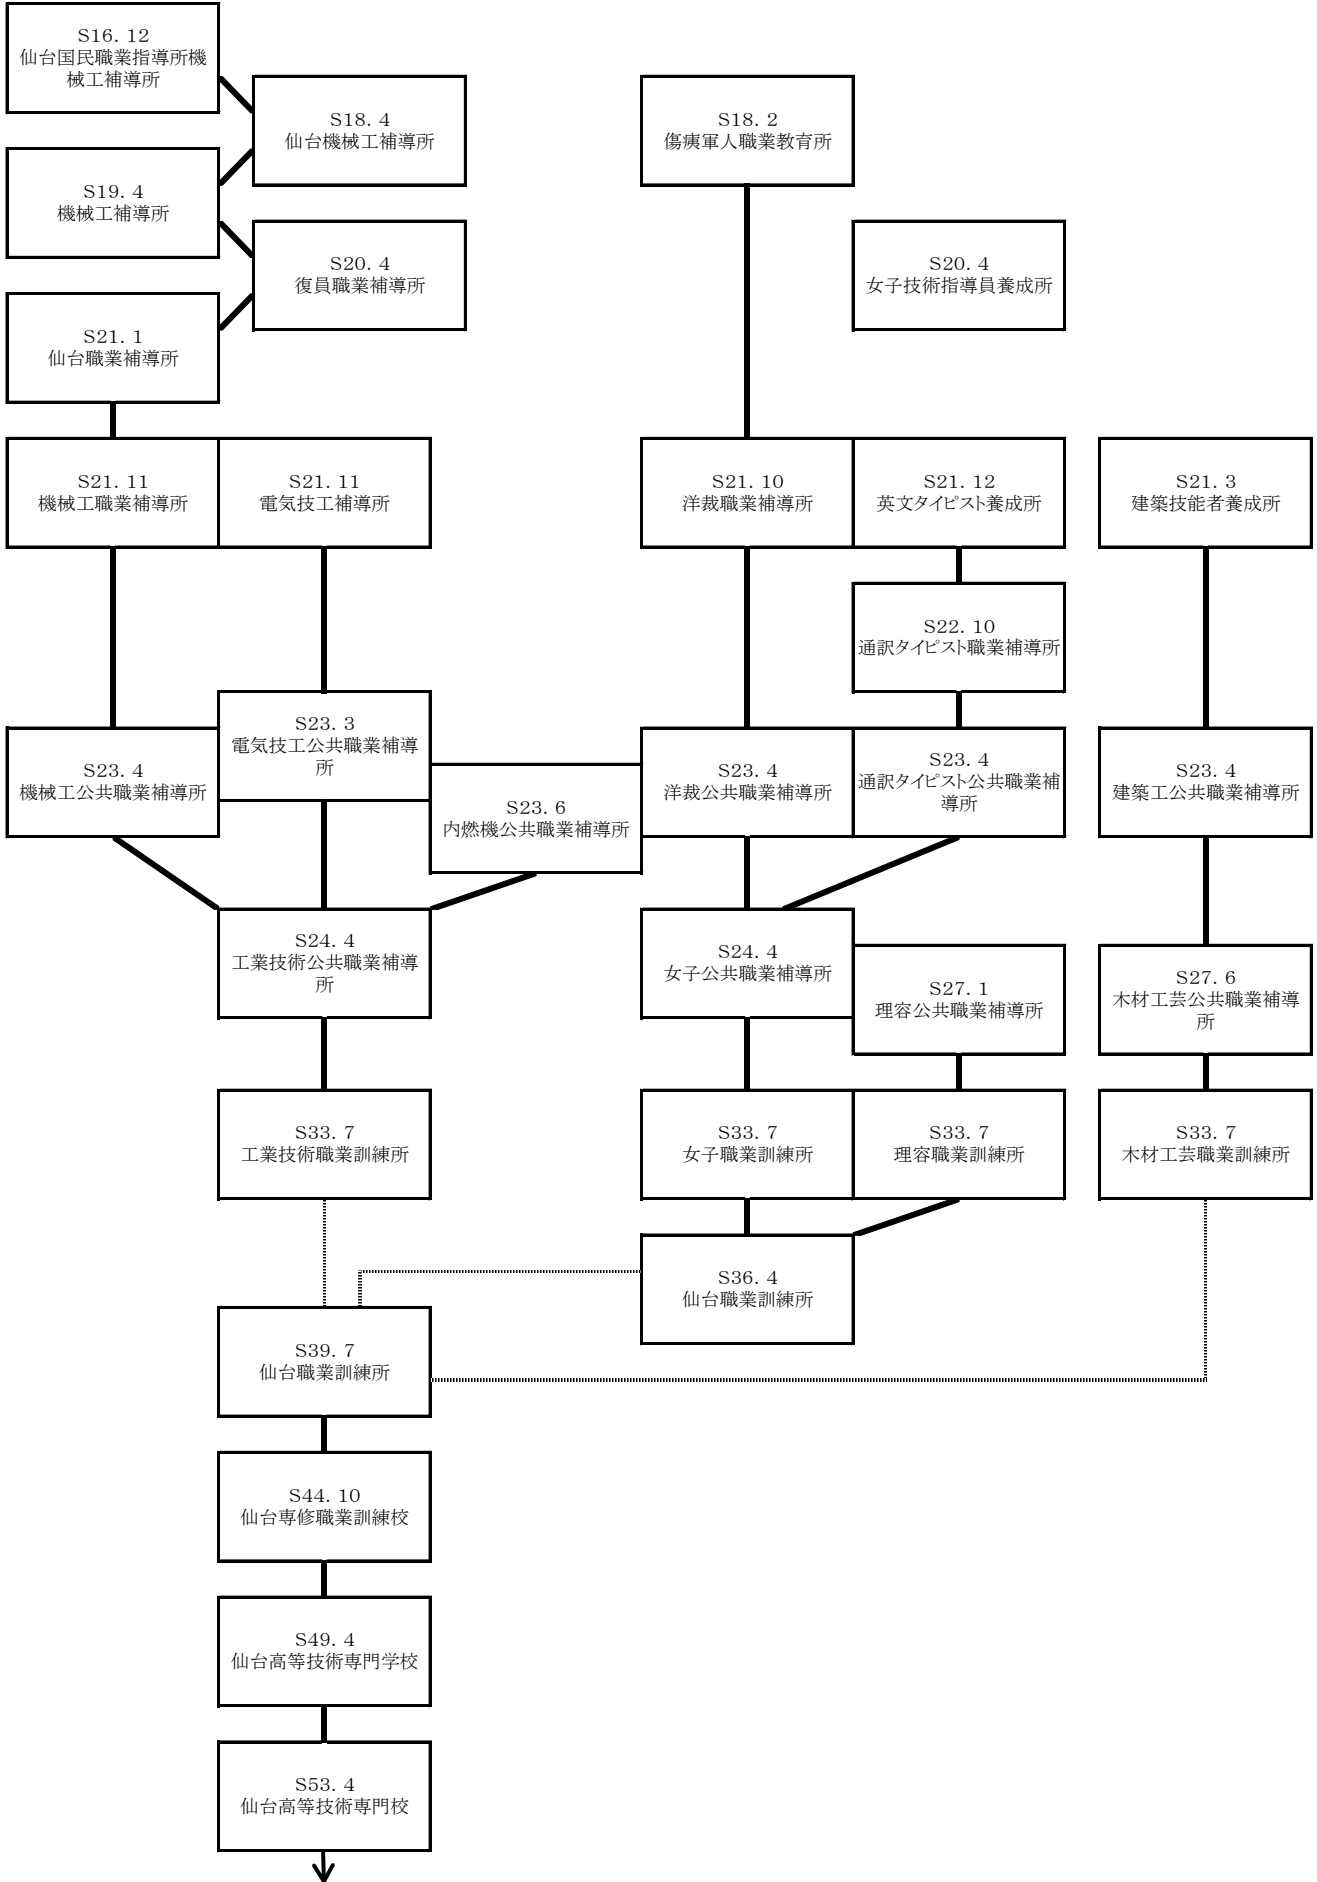 S16．12
仙台国民職業指導所機
械工補導所
S18．4
仙台機械工補導所
S18．2
傷痍軍人職業教育所
S19．4
機械工補導所
S20．4
復員職業補導所
S20．4
女子技術指導員養成所
S21．1
仙台職業補導所
S21．11
機械工職業補導所
S21．11
電気技工補導所
S21．10
洋裁職業補導所
S21．12
英文タイピスト養成所
S21．3
建築技能者養成所
S22．10
通訳タイピスト職業補導所
S23．4
機械工公共職業補導所
S23．3
電気技工公共職業補導
所
S23．6
内燃機公共職業補導所
S23．4
洋裁公共職業補導所
S23．4
通訳タイピスト公共職業補
導所
S23．4
建築工公共職業補導所
S24．4
工業技術公共職業補導
所
S24．4
女子公共職業補導所
S27．1
理容公共職業補導所
S27．6
木材工芸公共職業補導
所
S33．7
工業技術職業訓練所
S33．7
女子職業訓練所
S33．7
理容職業訓練所
S33．7
木材工芸職業訓練所
S36．4
仙台職業訓練所
S39．7
仙台職業訓練所
S44．10
仙台専修職業訓練校
S49．4
仙台高等技術専門学校
S53．4
仙台高等技術専門校